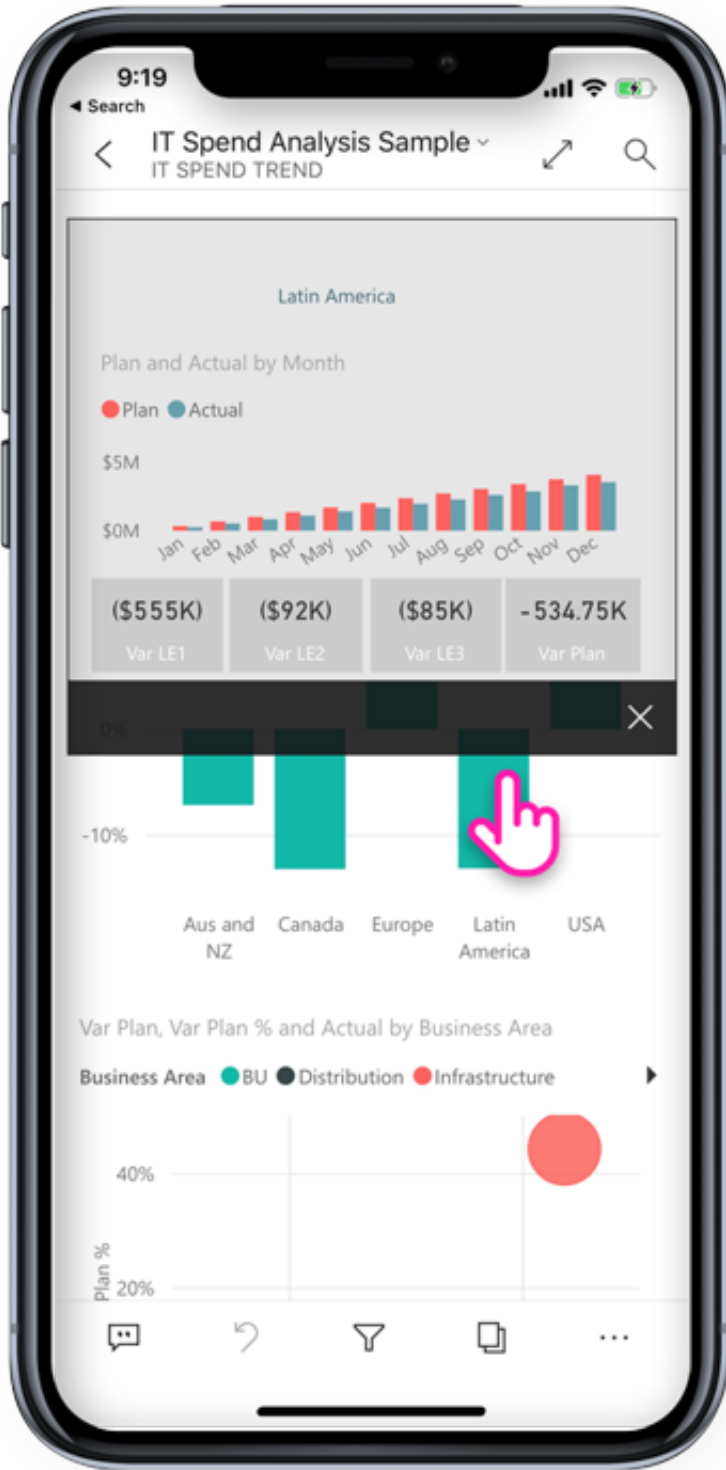 9:19
Search
IT Spend Analysis Sample
IT SPEND TREND
Latin America
Plan and Actual by Month
Plan Actual
$5M
$0M
Jan Feb Mar Apr May Jun Jul Aug Sep Oct Nov Dec
($555K) ($92K) ($85K) -534.75K
Var LE1 Var LE2 Var LE3 Var Plan
0%
-10%
Aus and NZ Canada Europe Latin America USA
Var Plan, Var Plan % and Actual by Business Area
Business Area BU Distribution Infrastructure
40%
Plan %
20%